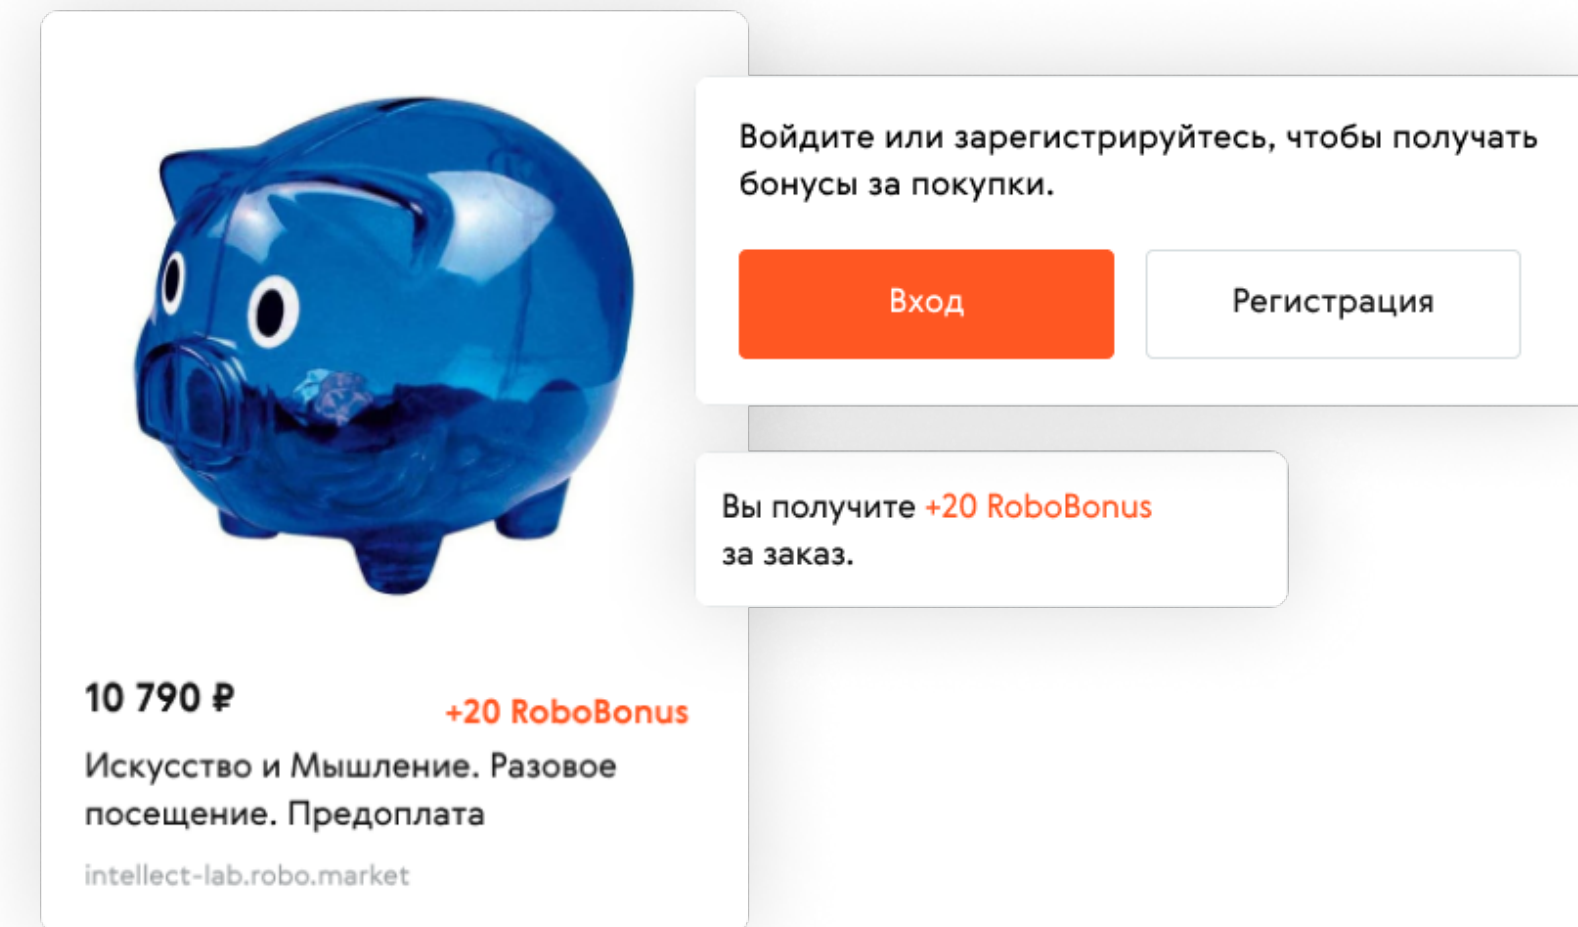 Войдите или зарегистрируйтесь, чтобы получать
бонусы за покупки.
Вход
Регистрация
Вы получите +20 RoboBonus
за заказ.
10 790 ₽
+20 RoboBonus
Искусство и Мышление. Разовое
посещение. Предоплата
intellect-lab.robo.market